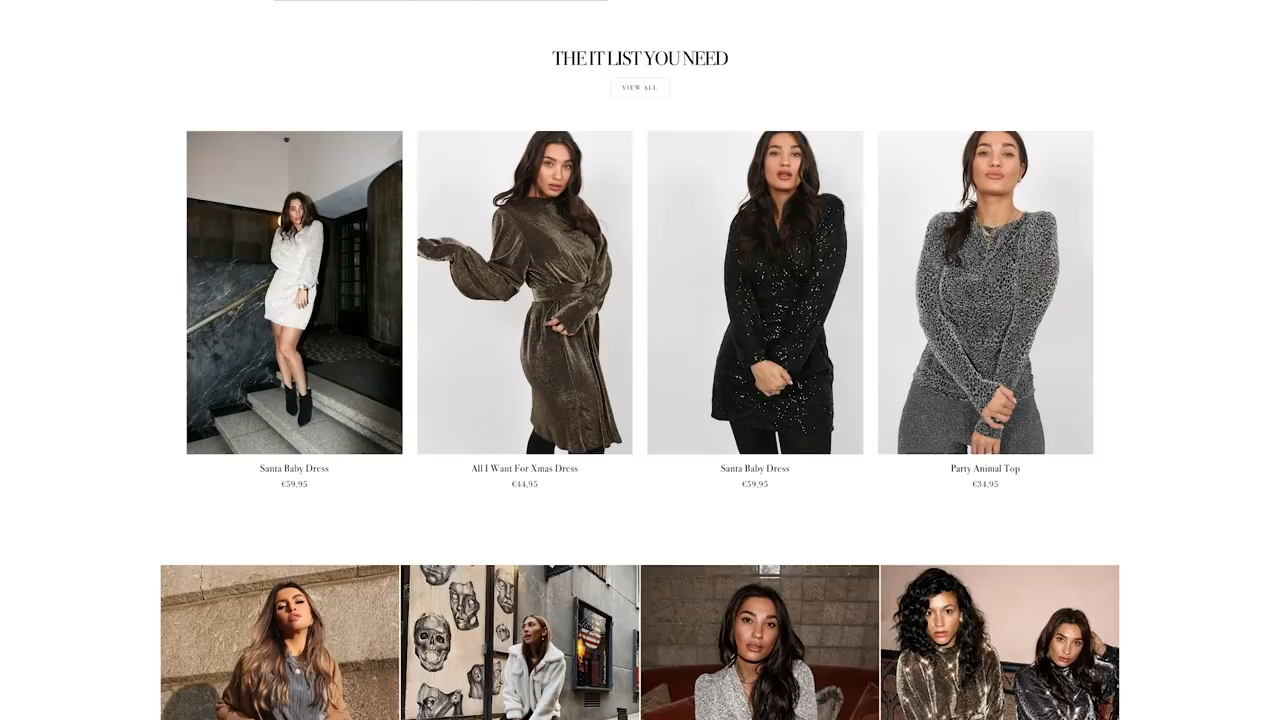 THE IT LIST YOU NEED
VIEW ALL
Santa Baby Dress
€59,95
All I Want For Xmas Dress
€44,95
Santa Baby Dress
€59,95
Party Animal Top
€34,95